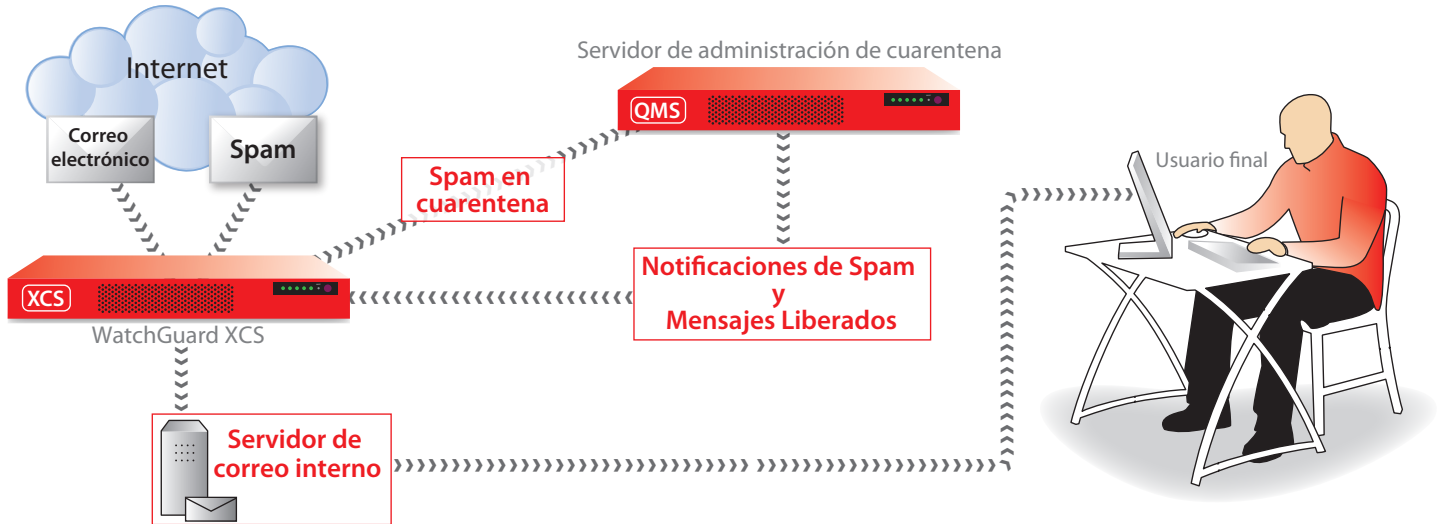 Internet
Correo
electrónico
Spam
Servidor de administración de cuarentena
QMS
Spam en
cuarentena
Usuario final
Notificaciones de Spam
y
Mensajes Liberados
XCS
WatchGuard XCS
Servidor de
correo interno